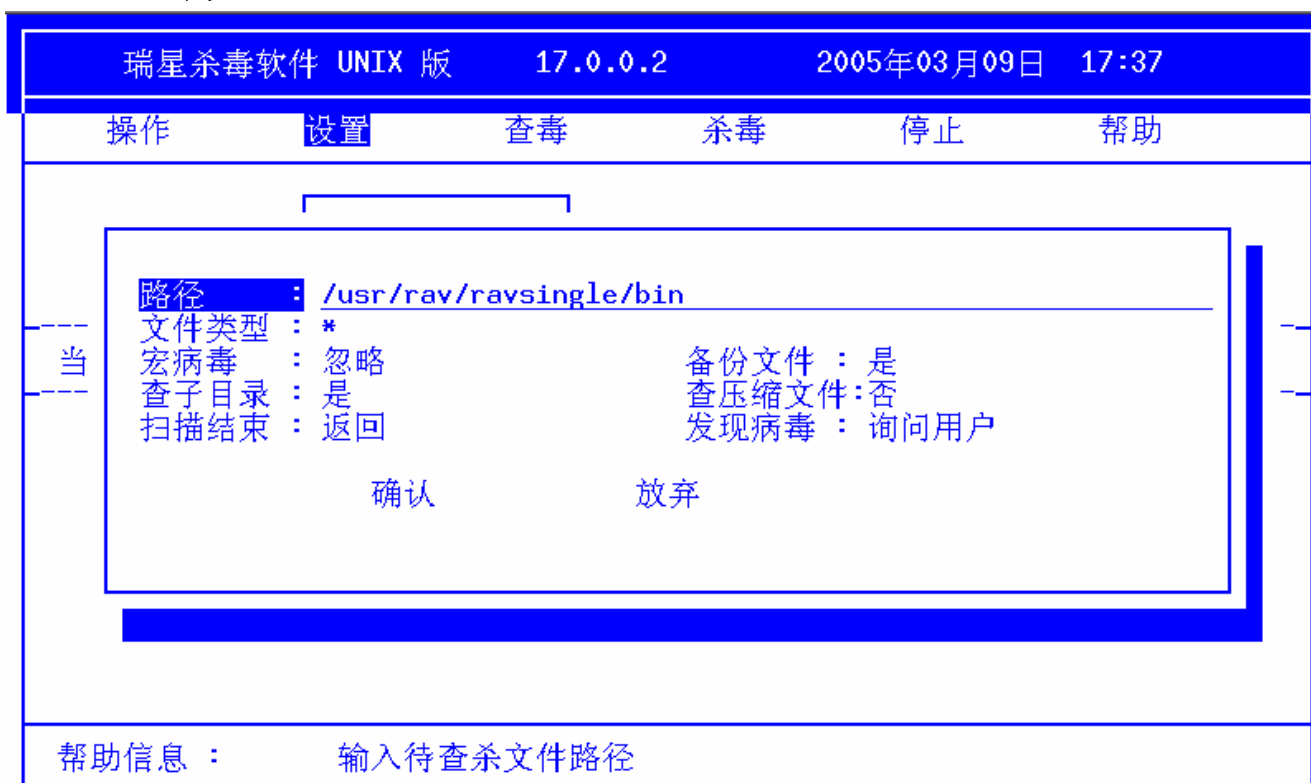 瑞星杀毒软件 UNIX 版 17.0.0.2 2005年03月09日 17:37
操作 设置 查毒 杀毒 停止 帮助
路径 : /usr/rav/ravsingle/bin
文件类型 : *
当 宏病毒 : 忽略 备份文件 : 是
查子目录 : 是 查压缩文件:否
扫描结束 : 返回 发现病毒 : 询问用户
确认 放弃
帮助信息 : 输入待查杀文件路径